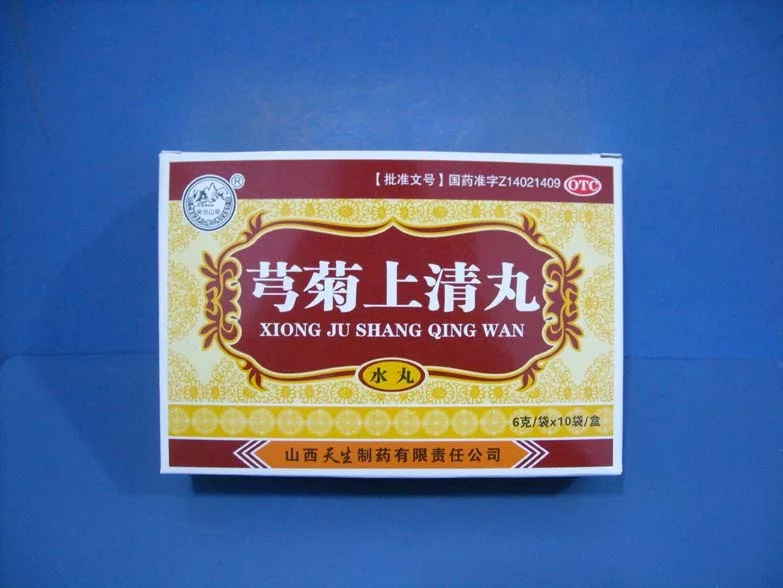 【批准文号】国药准字Z14021409
OTC
®
芎菊上清丸
XIONG JU SHANG QING WAN
水丸
6克/袋x10袋/盒
山西天生制药有限责任公司